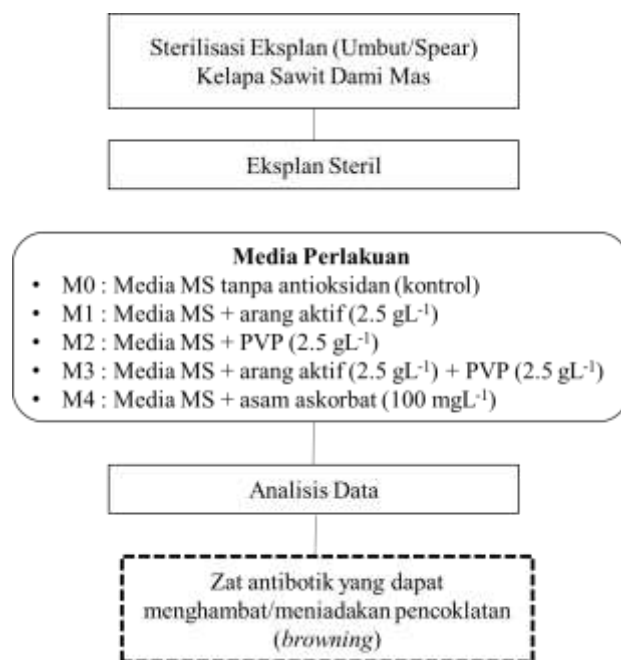 Sterilisasi Eksplan (Umbut/Spear)
Kelapa Sawit Dami Mas
Eksplan Steril
Media Perlakuan
• M0 : Media MS tanpa antioksidan (kontrol)
• M1 : Media MS + arang aktif (2.5 gL⁻¹)
• M2 : Media MS + PVP (2.5 gL⁻¹)
• M3 : Media MS + arang aktif (2.5 gL⁻¹) + PVP (2.5 gL⁻¹)
• M4 : Media MS + asam askorbat (100 mgL⁻¹)
Analisis Data
Zat antibotik yang dapat
menghambat/meniadakan pencoklatan
(browning)